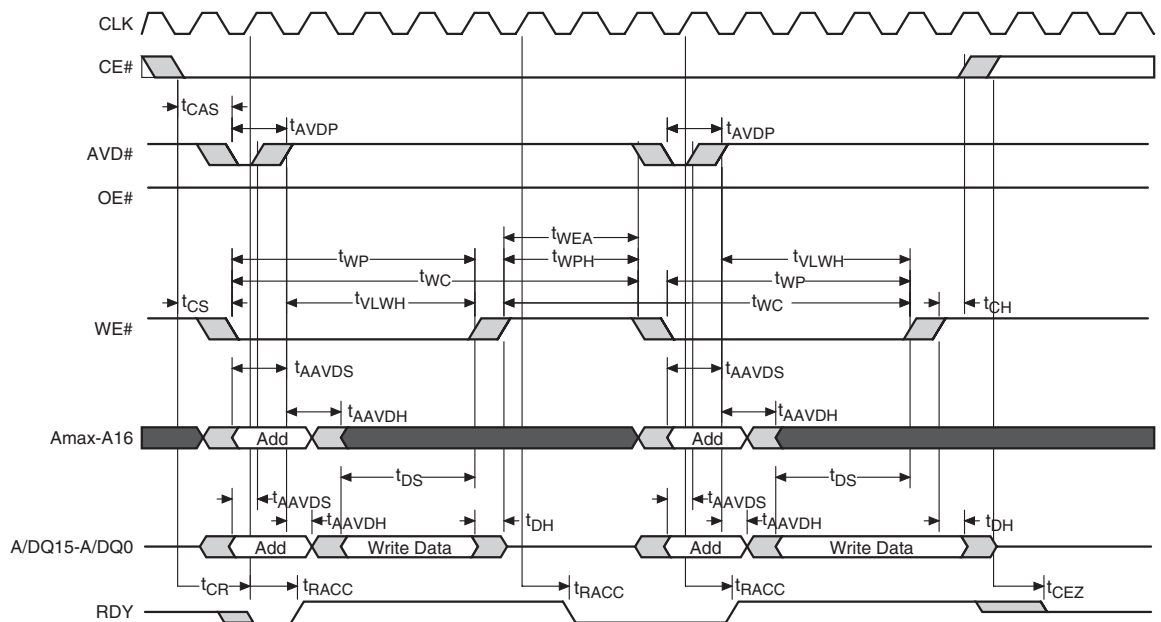 CLK
CE#
tCAS
tAVDP tAVDP
AVD#
OE#
tWEA
tWP tWPH tVLWH
tWC tWP
tCS tVLWH tWC tCH
WE#
tAAVDS tAAVDS
tAAVDH tAAVDH
Amax-A16 Add Add
tDS tDS
tAAVDS tAAVDS
tAAVDH tDH tAAVDH tDH
A/DQ15-A/DQ0 Add Write Data Add Write Data
tCR tRACC tRACC tRACC tCEZ
RDY